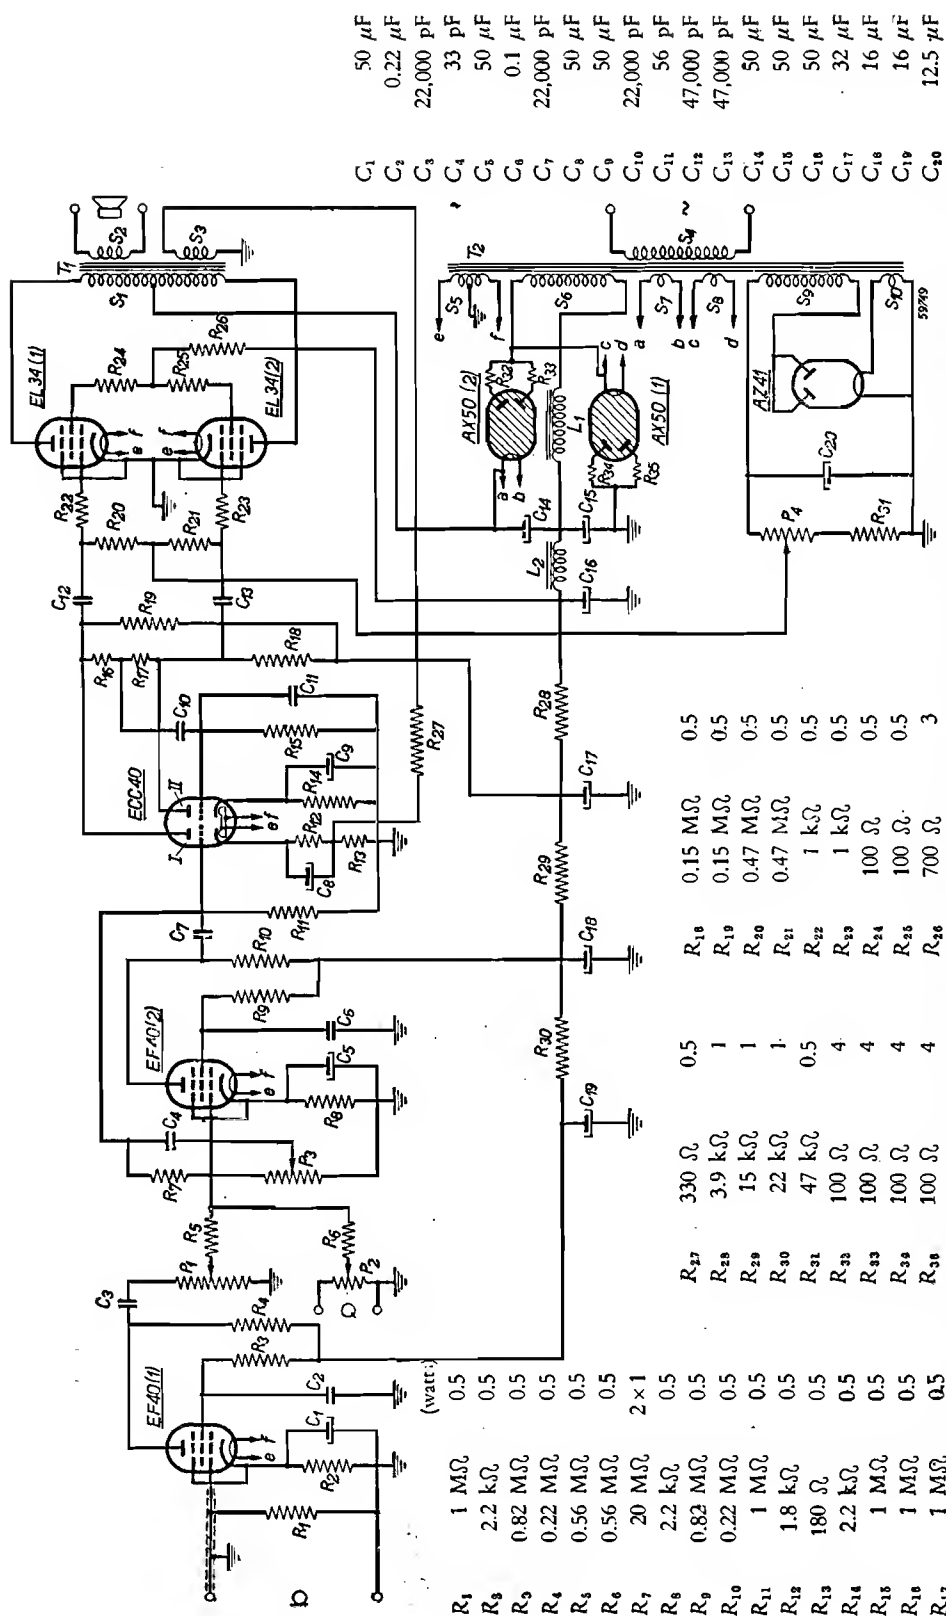 EF40(1)
EF40(2)
ECC40
I
II
EL34(1)
EL34(2)
AX50(2)
AX50(1)
AZ41
T1
T2
S1
S2
S3
S4
S5
S6
S7
S8
S9
S10
L1
L2
P1
P2
P3
P4
59749
(watt:)
R₁ 1 MΩ 0.5
R₂ 2.2 kΩ 0.5
R₃ 0.82 MΩ 0.5
R₄ 0.22 MΩ 0.5
R₅ 0.56 MΩ 0.5
R₆ 0.56 MΩ 0.5
R₇ 20 MΩ 2×1
R₈ 2.2 kΩ 0.5
R₉ 0.82 MΩ 0.5
R₁₀ 0.22 MΩ 0.5
R₁₁ 1 MΩ 0.5
R₁₂ 1.8 kΩ 0.5
R₁₃ 180 Ω 0.5
R₁₄ 2.2 kΩ 0.5
R₁₅ 1 MΩ 0.5
R₁₆ 1 MΩ 0.5
R₁₇ 1 MΩ 0.5
R₂₇ 330 Ω 0.5
R₂₈ 3.9 kΩ 1
R₂₉ 15 kΩ 1
R₃₀ 22 kΩ 1
R₃₁ 47 kΩ 0.5
R₃₂ 100 Ω 4
R₃₃ 100 Ω 4
R₃₄ 100 Ω 4
R₃₅ 100 Ω 4
R₁₈ 0.15 MΩ 0.5
R₁₉ 0.15 MΩ 0.5
R₂₀ 0.47 MΩ 0.5
R₂₁ 0.47 MΩ 0.5
R₂₂ 1 kΩ 0.5
R₂₃ 1 kΩ 0.5
R₂₄ 100 Ω 0.5
R₂₅ 100 Ω 0.5
R₂₆ 700 Ω 3
C₁ 50 μF
C₂ 0.22 μF
C₃ 22,000 pF
C₄ 33 pF
C₅ 50 μF
C₆ 0.1 μF
C₇ 22,000 pF
C₈ 50 μF
C₉ 50 μF
C₁₀ 22,000 pF
C₁₁ 56 pF
C₁₂ 47,000 pF
C₁₃ 47,000 pF
C₁₄ 50 μF
C₁₅ 50 μF
C₁₆ 50 μF
C₁₇ 32 μF
C₁₈ 16 μF
C₁₉ 16 μF
C₂₀ 12.5 μF